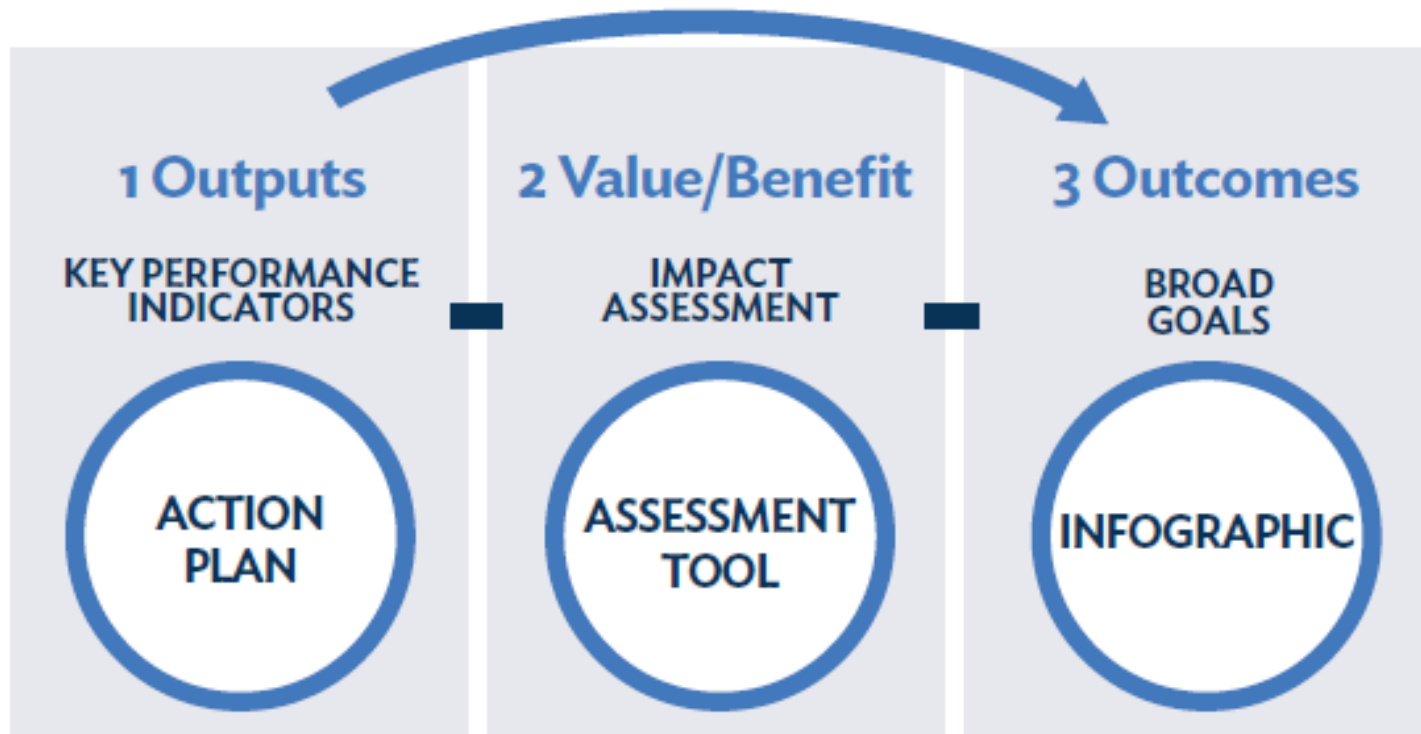 1 Outputs
KEY PERFORMANCE
INDICATORS
ACTION
PLAN
2 Value/Benefit
IMPACT
ASSESSMENT
ASSESSMENT
TOOL
3 Outcomes
BROAD
GOALS
INFOGRAPHIC